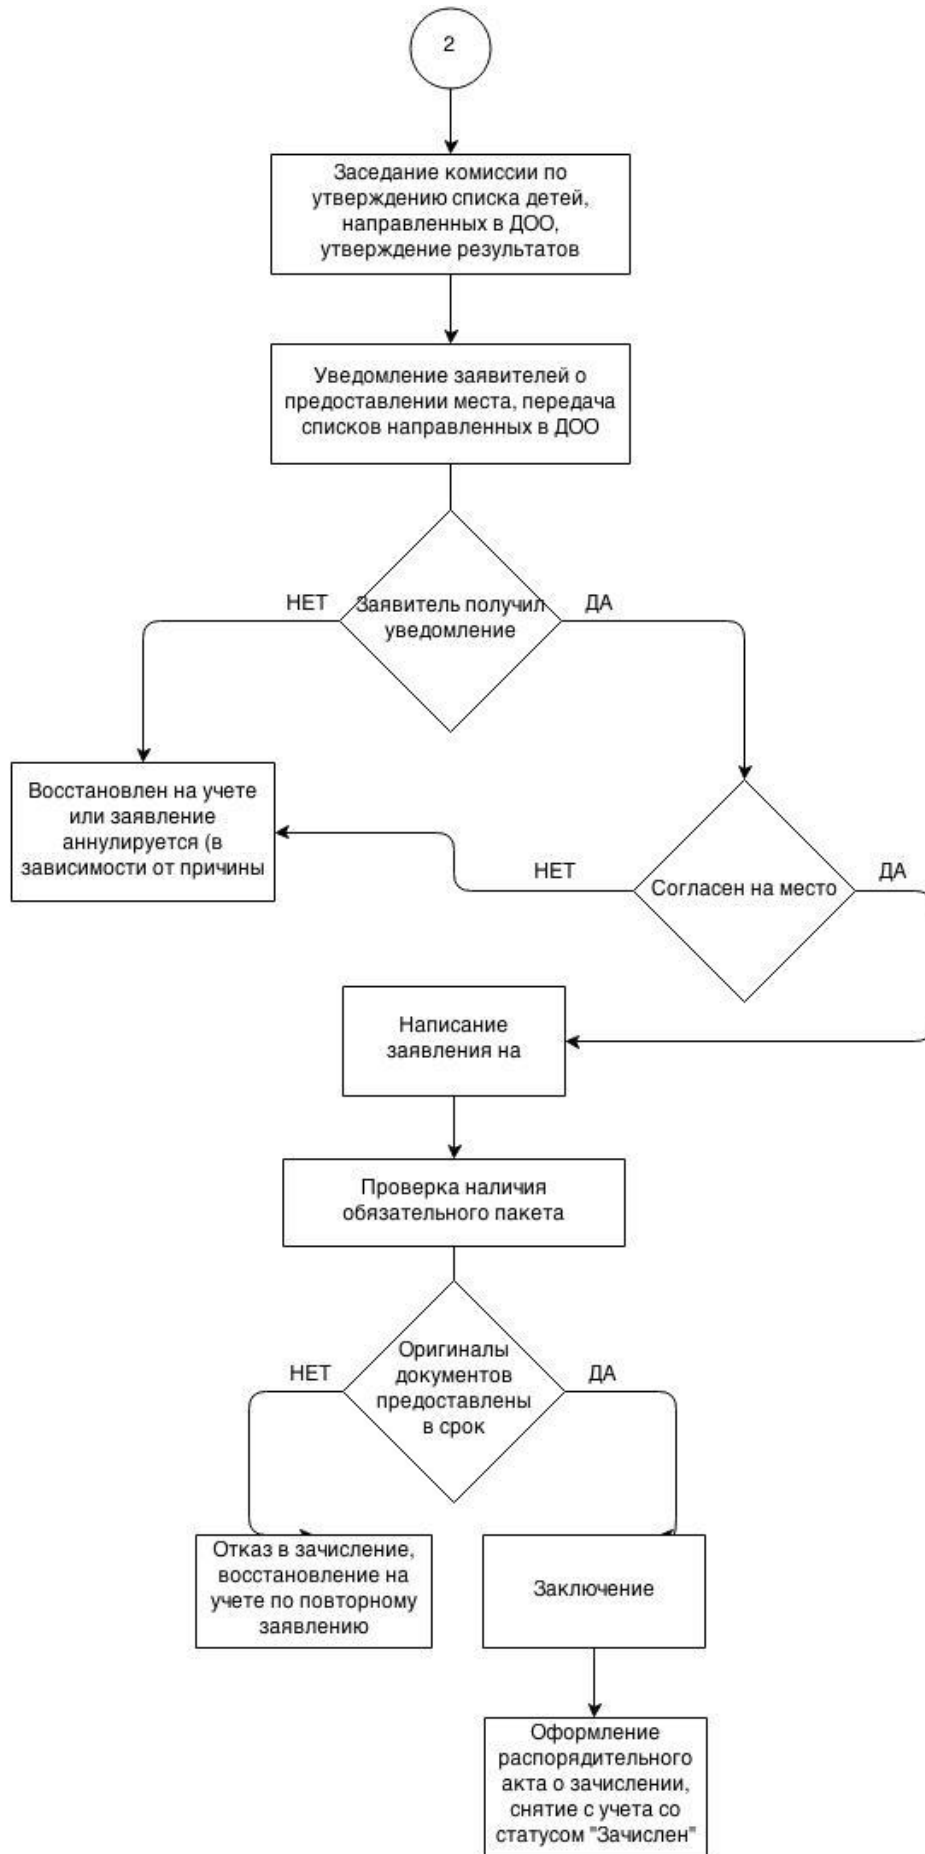 2
Заседание комиссии по
утверждению списка детей,
направленных в ДОО,
утверждение результатов
Уведомление заявителей о
предоставлении места, передача
списков направленных в ДОО
НЕТ
Заявитель получил
уведомление
ДА
Восстановлен на учете
или заявление
аннулируется (в
зависимости от причины
НЕТ
Согласен на место
ДА
Написание
заявления на
Проверка наличия
обязательного пакета
НЕТ
Оригиналы
документов
предоставлены
в срок
ДА
Отказ в зачисление,
восстановление на
учете по повторному
заявлению
Заключение
Оформление
распорядительного
акта о зачислении,
снятие с учета со
статусом "Зачислен"